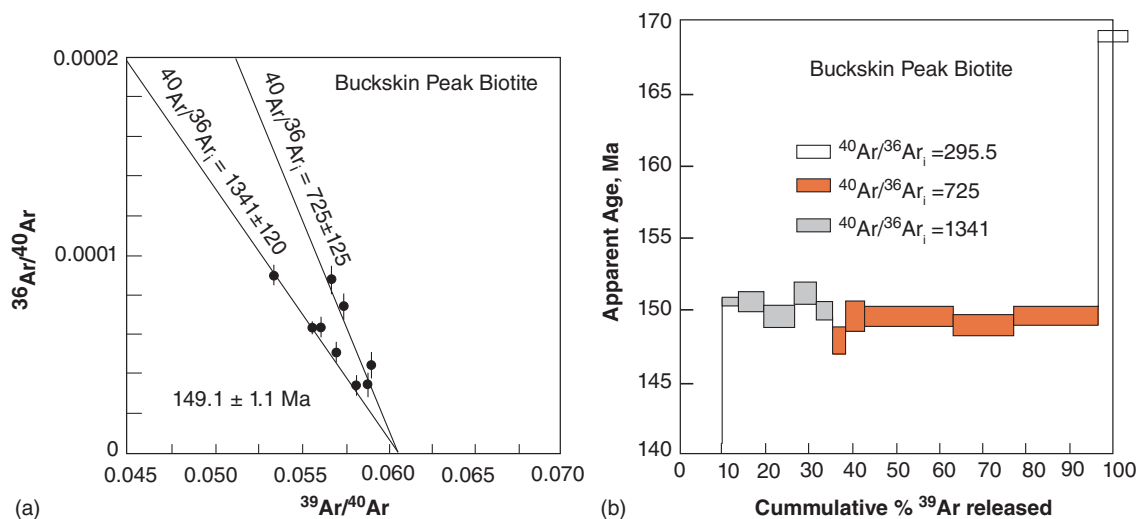 0.0002
Buckskin Peak Biotite
40Ar/36Ari = 1341±120
40Ar/36Ari = 725±125
36Ar/40Ar
0.0001
149.1 ± 1.1 Ma
0
0.045 0.050 0.055 0.060 0.065 0.070
(a)
39Ar/40Ar
170
Buckskin Peak Biotite
165
40Ar/36Ari =295.5
160
40Ar/36Ari =725
40Ar/36Ari =1341
155
Apparent Age, Ma
150
145
140
0 10 20 30 40 50 60 70 80 90 100
(b)
Cummulative % 39Ar released